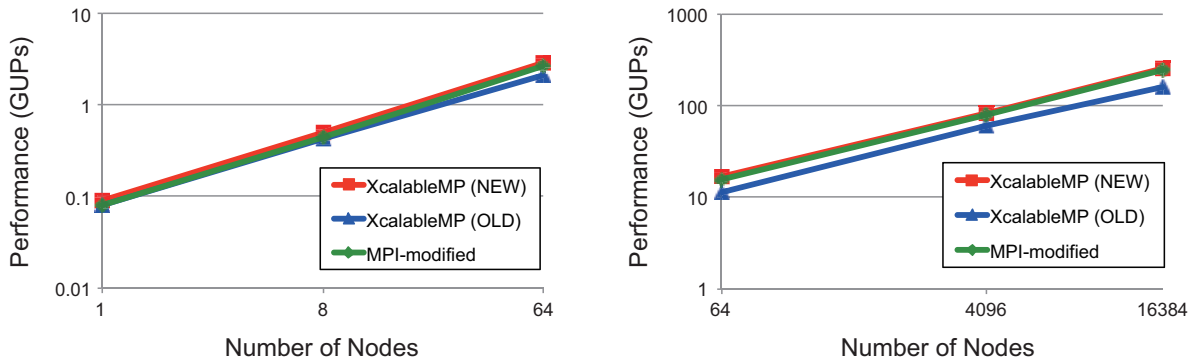 10
1
0.1
0.01
Performance (GUPs)
XcalableMP (NEW)
XcalableMP (OLD)
MPI-modified
1
8
64
Number of Nodes
1000
100
10
1
Performance (GUPs)
XcalableMP (NEW)
XcalableMP (OLD)
MPI-modified
64
4096
16384
Number of Nodes